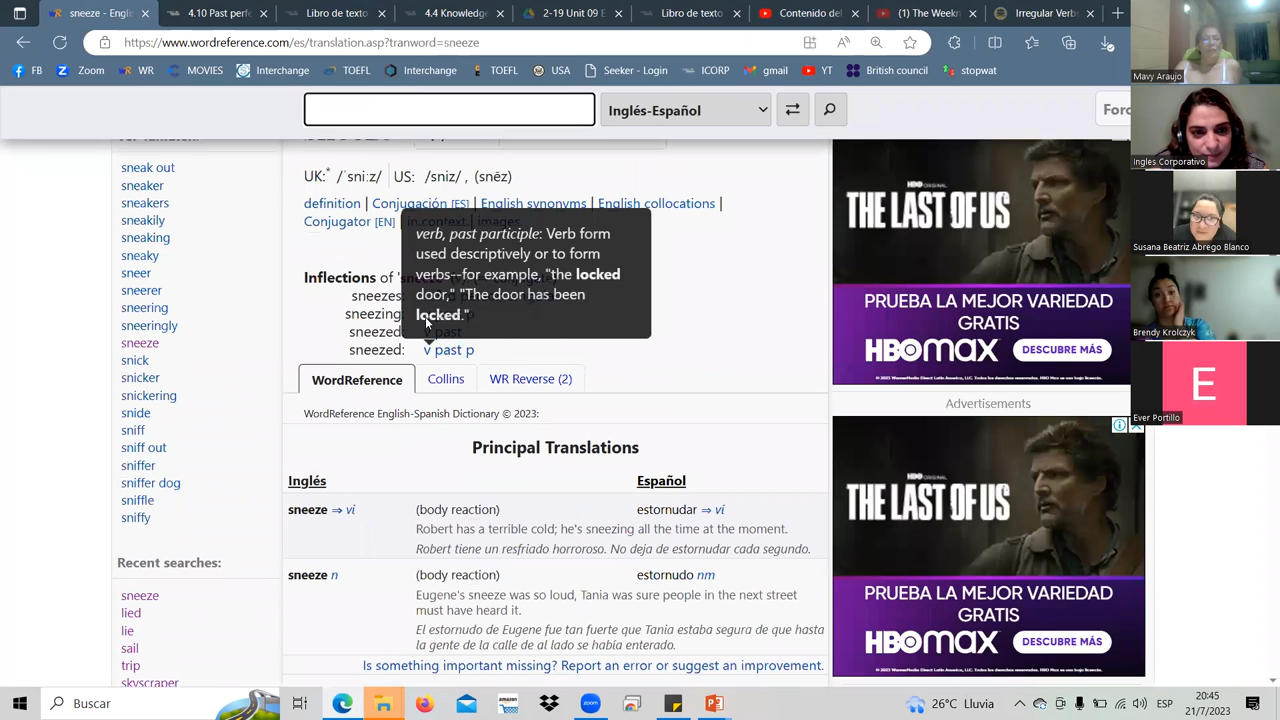 sneeze - Engli
4.10 Past perfe
Libro de texto
4.4 Komentar
2-19 Unit 09 E
Libro de texto
Contenido del
(1) The Weekn
Irregular Verb
https://www.wordreference.com/es/translation.asp?tranword=sneeze
FB
Zoom
WR
MOVIES
Interchange
TOEFL
Interchange
TOEFL
USA
Seeker - Login
ICORP
gmail
YT
British council
stopwat
Inglés-Español
Foro
sneak out
sneaker
sneakers
sneakily
sneaking
sneaky
sneer
sneerer
sneering
sneeringly
sneeze
snick
snicker
snickering
snide
sniff
sniff out
sniffer
sniffer dog
sniffle
sniffy
Recent searches:
sneeze
lied
lie
sail
trip
skyscraper
UK:* /ˈsniːz/ US: /sniz/ , (snēz)
definition | Conjugación [ES] | English synonyms | English collocations |
Conjugator [EN] | in context | images
verb, past participle: Verb form
used descriptively or to form
verbs--for example, "the locked
door," "The door has been
locked."
Inflections of 's
sneezes
sneezing
sneezed: v past
sneezed: v past p
WordReference
Collins
WR Reverse (2)
WordReference English-Spanish Dictionary © 2023:
Principal Translations
Inglés Español
sneeze ⇒ vi (body reaction) estornudar ⇒ vi
Robert has a terrible cold; he's sneezing all the time at the moment.
Robert tiene un resfriado horroroso. No deja de estornudar cada segundo.
sneeze n (body reaction) estornudo nm
Eugene's sneeze was so loud, Tania was sure people in the next street
must have heard it.
El estornudo de Eugene fue tan fuerte que Tania estaba segura de que hasta
la gente de la calle de al lado se había enterado.
Is something important missing? Report an error or suggest an improvement.
HBO ORIGINAL
THE LAST OF US
PRUEBA LA MEJOR VARIEDAD
GRATIS
HBOMAX DESCUBRE MÁS
Advertisements
HBO ORIGINAL
THE LAST OF US
PRUEBA LA MEJOR VARIEDAD
GRATIS
HBOMAX DESCUBRE MÁS
Mavy Araujo
Ingles Corporativo
Susana Beatriz Abrego Blanco
Brendy Krolczyk
E
Ever Portillo
Buscar
amazon
zoom
26°C Lluvia
ESP
20:45
21/7/2023